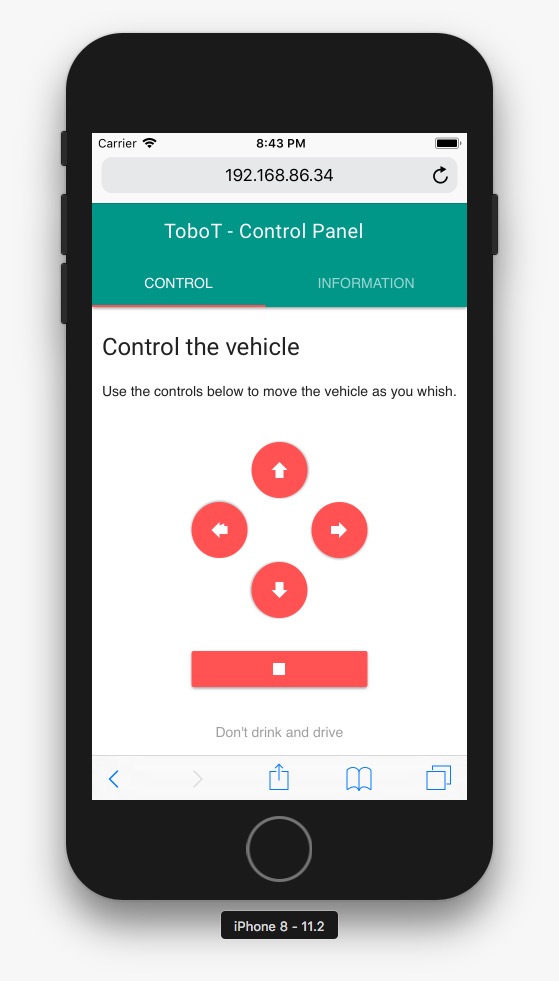 Carrier 8:43 PM
192.168.86.34
ToboT - Control Panel
CONTROL INFORMATION
Control the vehicle
Use the controls below to move the vehicle as you whish.
Don't drink and drive
iPhone 8 - 11.2